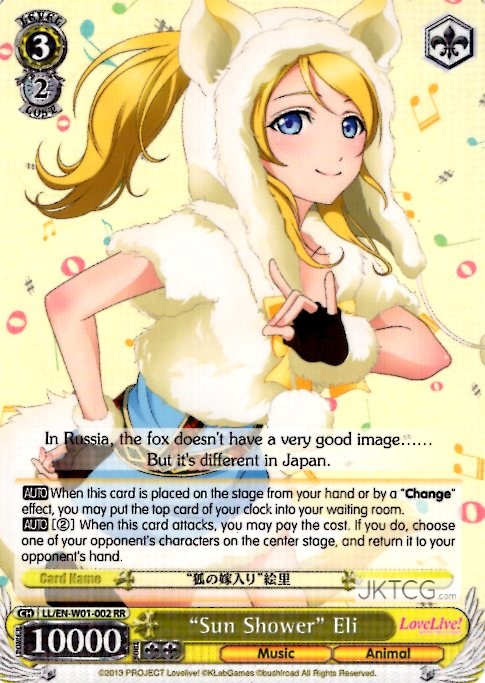 LEVEL
3
2
COST
In Russia, the fox doesn't have a very good image……
But it's different in Japan.
AUTO When this card is placed on the stage from your hand or by a "Change"
effect, you may put the top card of your clock into your waiting room.
AUTO [②] When this card attacks, you may pay the cost. If you do, choose
one of your opponent's characters on the center stage, and return it to your
opponent's hand.
Card Name
“狐の嫁入り”絵里
JKTCG.com
CH LL/EN-W01-002 RR
POWER
10000
SOUL
“Sun Shower” Eli
LoveLive!
Music
Animal
©2013 PROJECT Lovelive! ©KLabGames ©bushiroad All Rights Reserved.